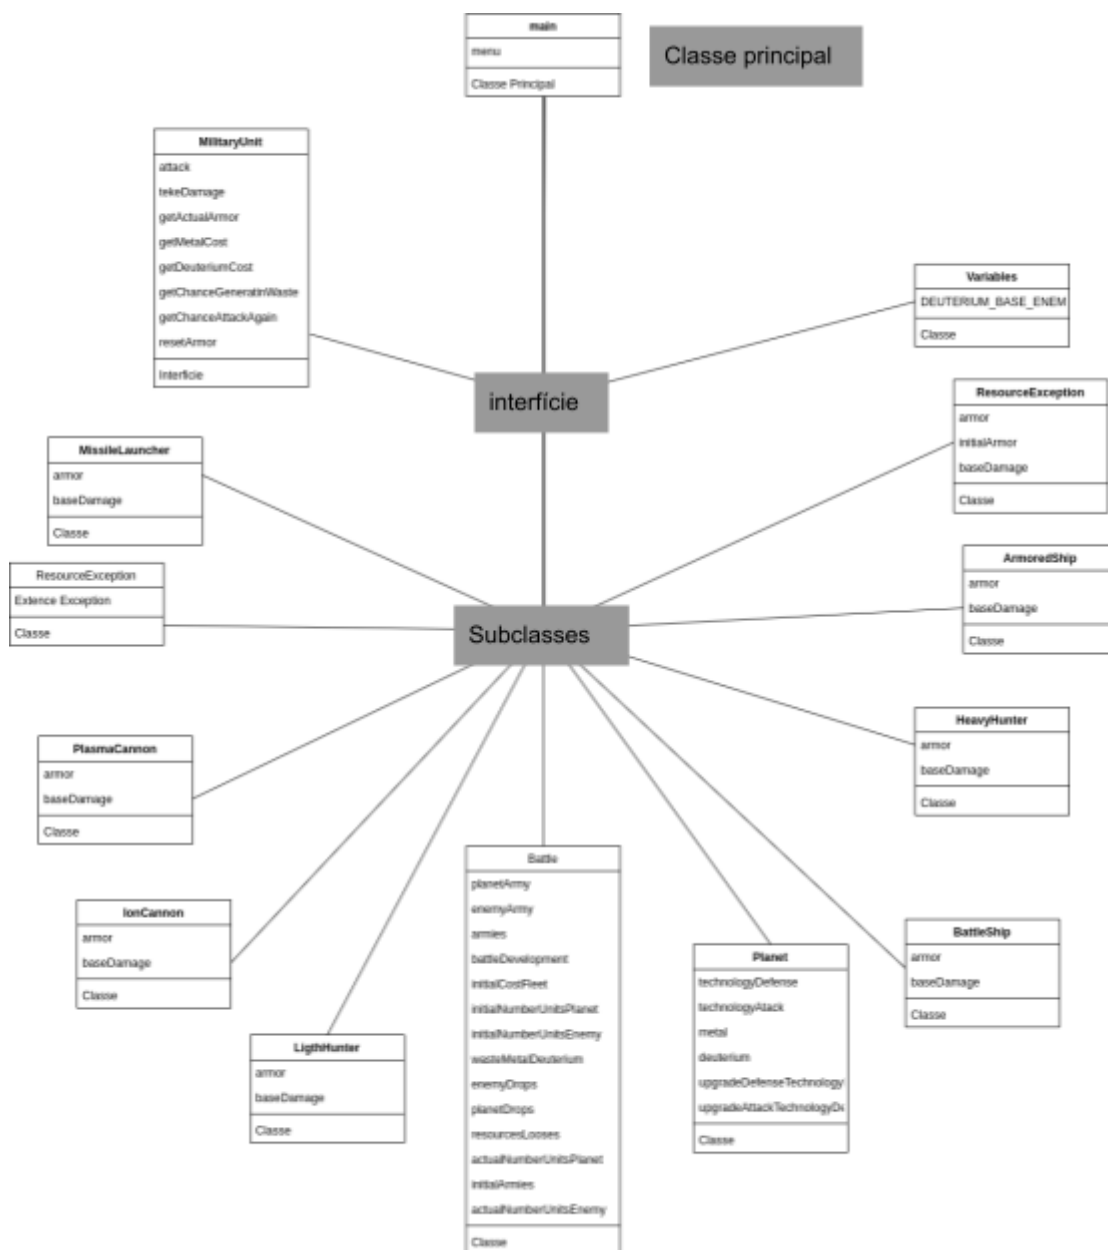 main
menu
Classe Principal
Classe principal
MilitaryUnit
attack
tekeDamage
getActualArmor
getMetalCost
getDeuteriumCost
getChanceGeneratinWaste
getChanceAttackAgain
resetArmor
Interfície
Variables
DEUTERIUM_BASE_ENEM
Classe
interfície
ResourceException
armor
initialArmor
baseDamage
Classe
MissileLauncher
armor
baseDamage
Classe
ResourceException
Extence Exception
Classe
ArmoredShip
armor
baseDamage
Classe
Subclasses
HeavyHunter
armor
baseDamage
Classe
PlasmaCannon
armor
baseDamage
Classe
Battle
planetArmy
enemyArmy
armies
battleDevelopment
initialCostFleet
initialNumberUnitsPlanet
initialNumberUnitsEnemy
wasteMetalDeuterium
enemyDrops
planetDrops
resourcesLooses
actualNumberUnitsPlanet
initialArmies
actualNumberUnitsEnemy
Classe
IonCannon
armor
baseDamage
Classe
BattleShip
armor
baseDamage
Classe
Planet
technologyDefense
technologyAtack
metal
deuterium
upgradeDefenseTechnology
upgradeAttackTechnologyDe
Classe
LigthHunter
armor
baseDamage
Classe